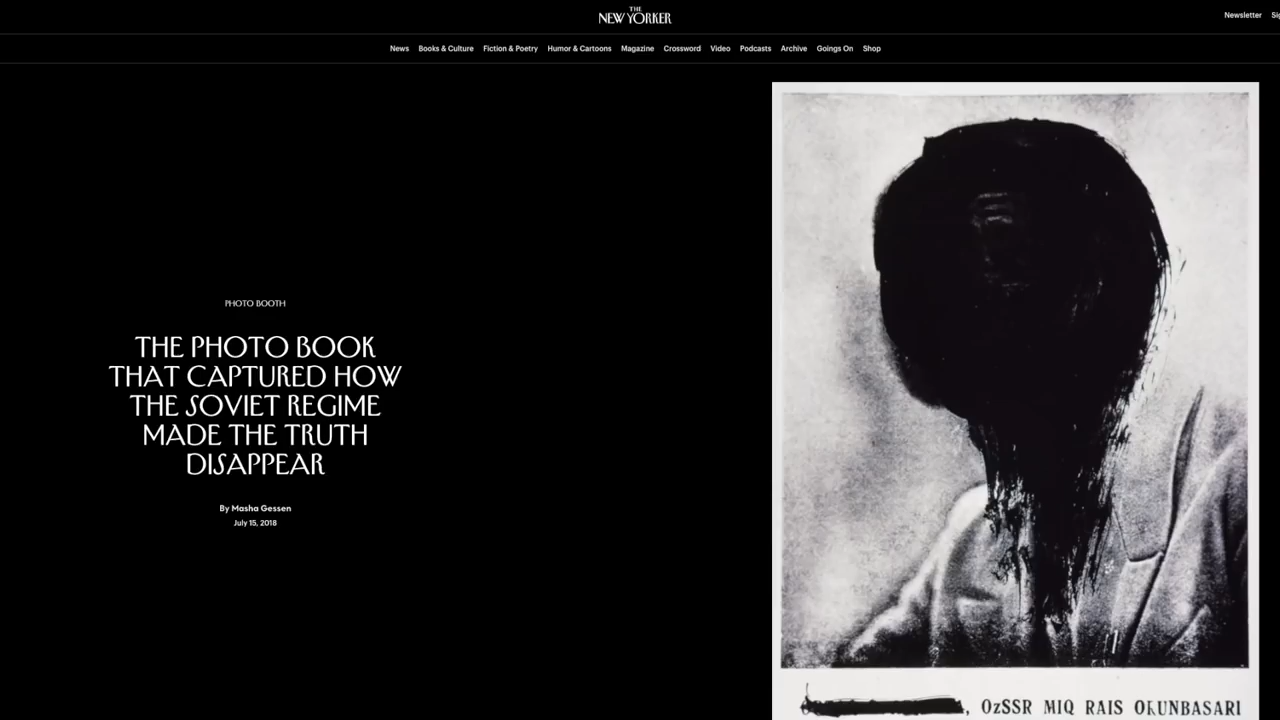 THE
NEW YORKER
Newsletter
News Books & Culture Fiction & Poetry Humor & Cartoons Magazine Crossword Video Podcasts Archive Goings On Shop
PHOTO BOOTH
THE PHOTO BOOK
THAT CAPTURED HOW
THE SOVIET REGIME
MADE THE TRUTH
DISAPPEAR
By Masha Gessen
July 15, 2018
, OzSSR MIQ RAIS ORUNBASARI